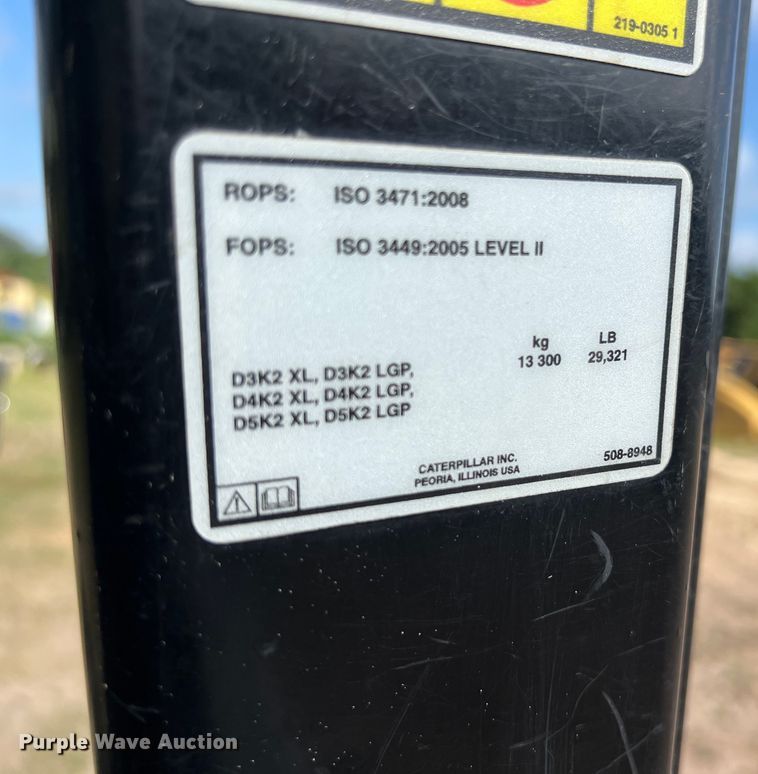 219-0305 1
ROPS: ISO 3471:2008
FOPS: ISO 3449:2005 LEVEL II
kg LB
13 300 29,321
D3K2 XL, D3K2 LGP,
D4K2 XL, D4K2 LGP,
D5K2 XL, D5K2 LGP
CATERPILLAR INC.
PEORIA, ILLINOIS USA
508-8948
Purple Wave Auction